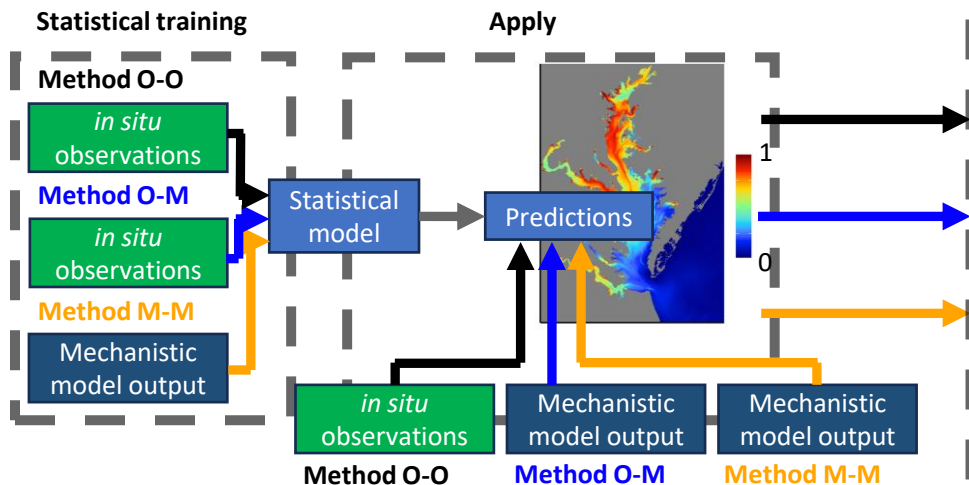 Statistical training
Apply
Method O-O
in situ
observations
Method O-M
in situ
observations
Method M-M
Mechanistic
model output
Statistical
model
Predictions
1
0
in situ
observations
Method O-O
Mechanistic
model output
Method O-M
Mechanistic
model output
Method M-M